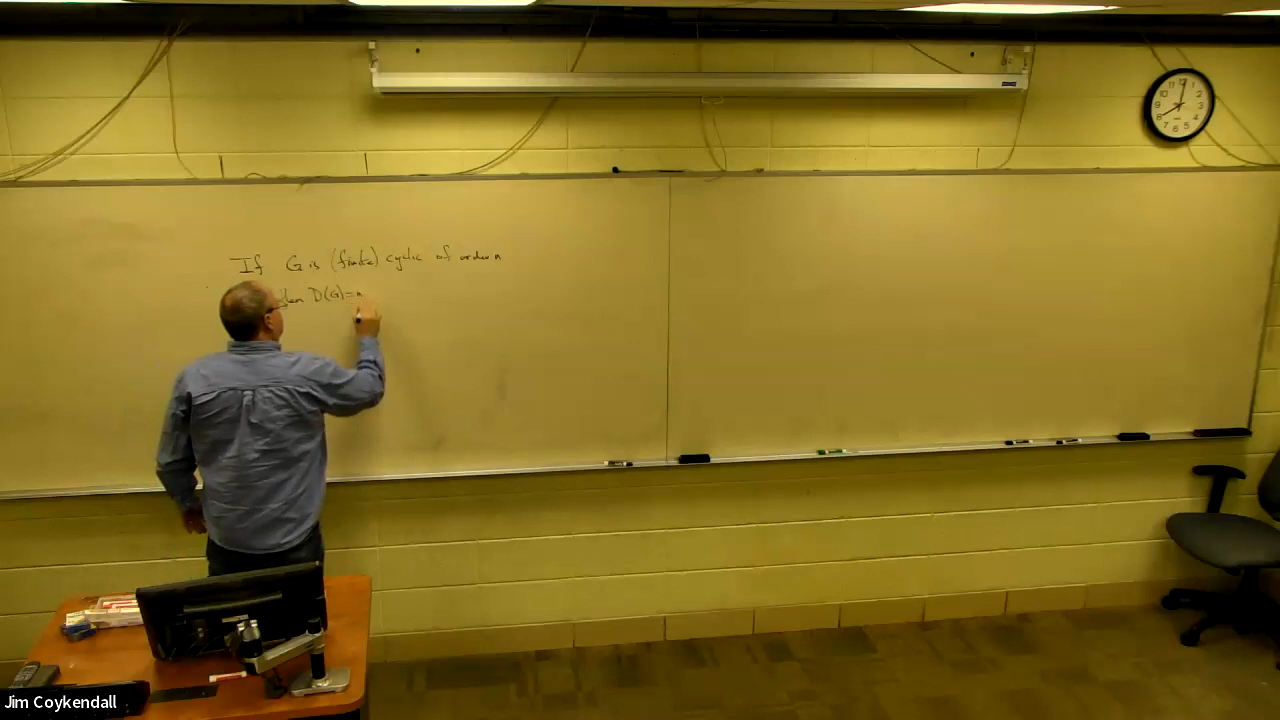 If G is (finite) cyclic of order n
then D(G)=n
Jim Coykendall